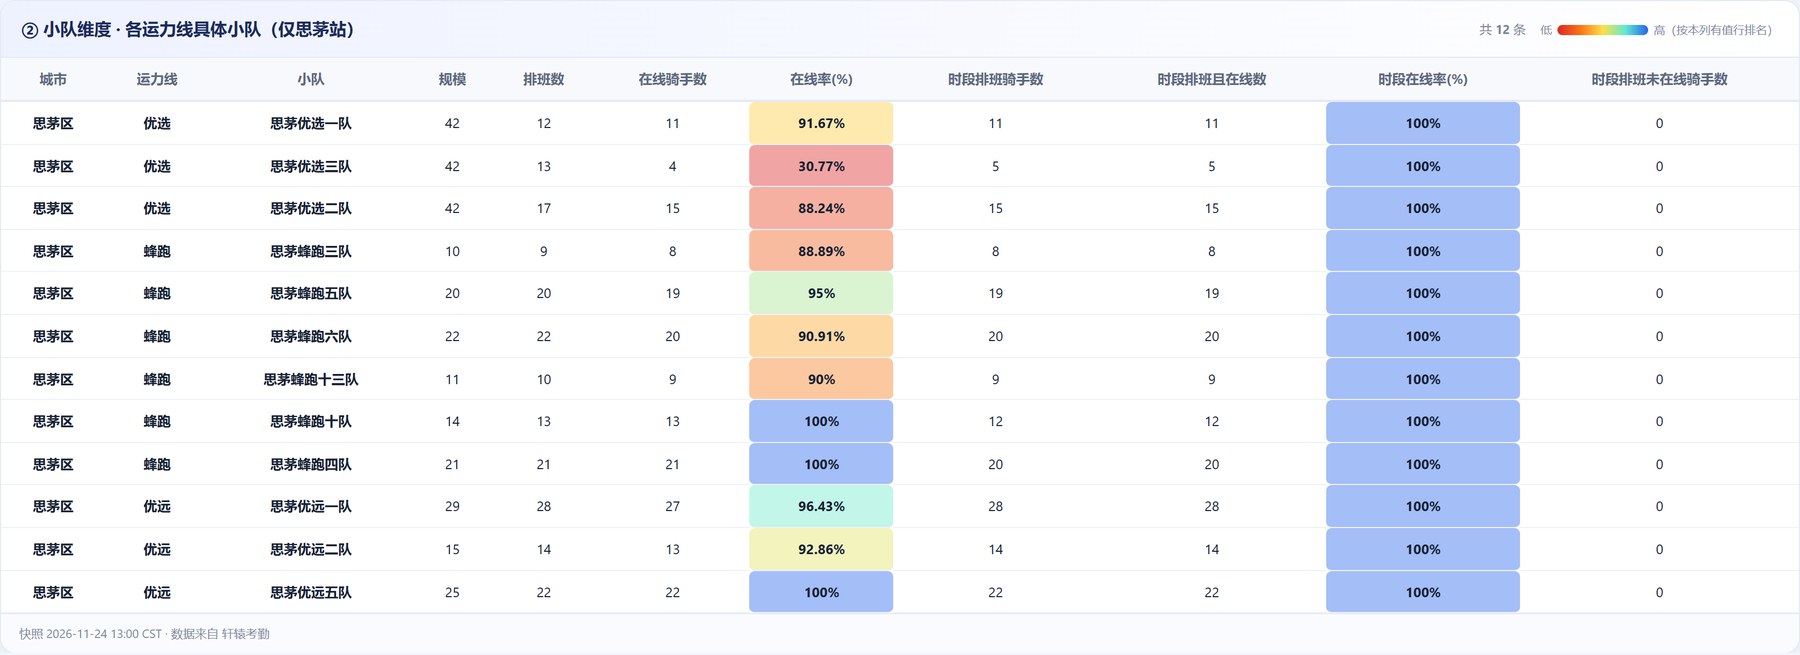 ② 小队维度 · 各运力线具体小队（仅思茅站）
共 12 条 低 高 (按本列有值行排名)
城市 运力线 小队 规模 排班数 在线骑手数 在线率(%) 时段排班骑手数 时段排班且在线数 时段在线率(%) 时段排班未在线骑手数
思茅区 优选 思茅优选一队 42 12 11 91.67% 11 11 100% 0
思茅区 优选 思茅优选三队 42 13 4 30.77% 5 5 100% 0
思茅区 优选 思茅优选二队 42 17 15 88.24% 15 15 100% 0
思茅区 蜂跑 思茅蜂跑三队 10 9 8 88.89% 8 8 100% 0
思茅区 蜂跑 思茅蜂跑五队 20 20 19 95% 19 19 100% 0
思茅区 蜂跑 思茅蜂跑六队 22 22 20 90.91% 20 20 100% 0
思茅区 蜂跑 思茅蜂跑十三队 11 10 9 90% 9 9 100% 0
思茅区 蜂跑 思茅蜂跑十队 14 13 13 100% 12 12 100% 0
思茅区 蜂跑 思茅蜂跑四队 21 21 21 100% 20 20 100% 0
思茅区 优远 思茅优远一队 29 28 27 96.43% 28 28 100% 0
思茅区 优远 思茅优远二队 15 14 13 92.86% 14 14 100% 0
思茅区 优远 思茅优远五队 25 22 22 100% 22 22 100% 0
快照 2026-11-24 13:00 CST · 数据来自 轩辕考勤